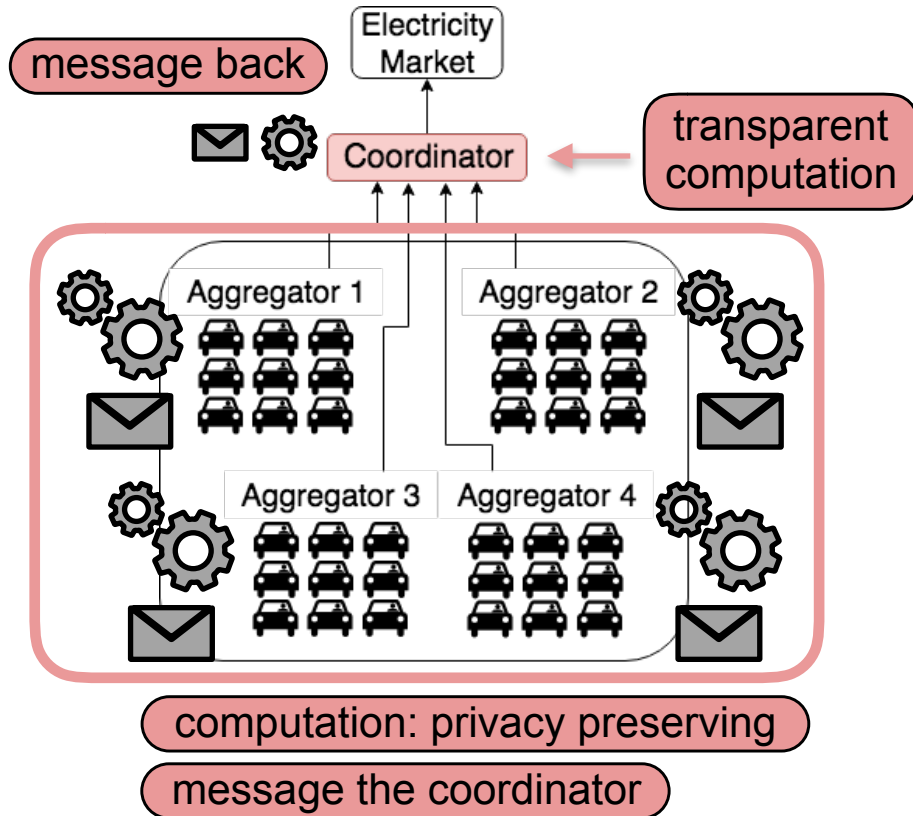 Electricity
Market
message back
transparent
computation
Coordinator
Aggregator 1
Aggregator 2
Aggregator 3
Aggregator 4
computation: privacy preserving
message the coordinator